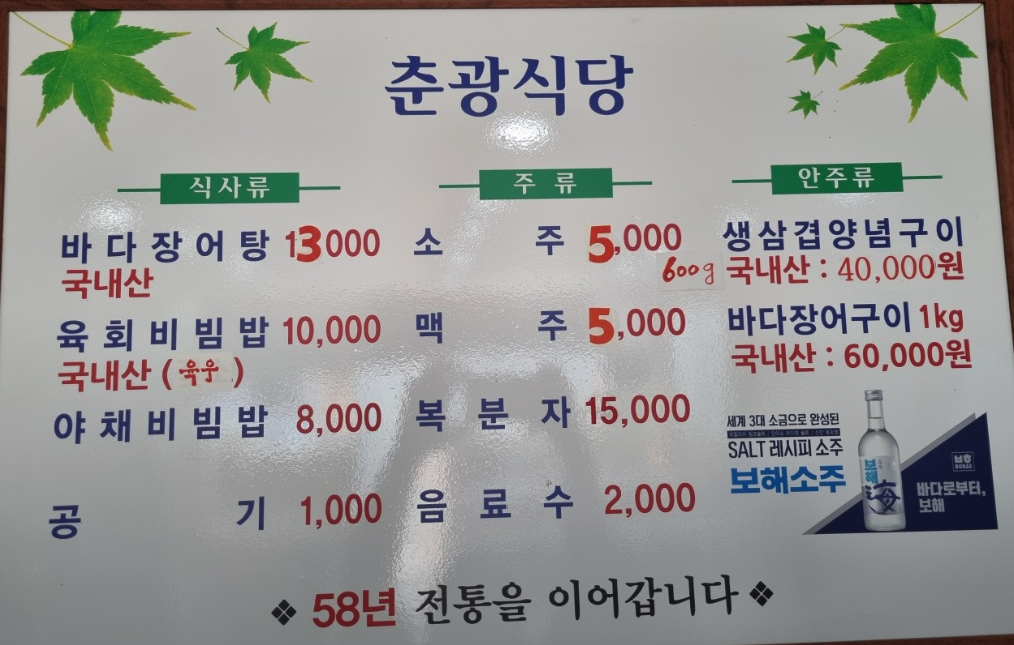 춘광식당
식사류
바다장어탕 13000
국내산
육회비빔밥 10,000
국내산 (육우)
야채비빔밥 8,000
공기 1,000
주류
소주 5,000
맥주 5,000
복분자 15,000
음료수 2,000
안주류
생삼겹양념구이
600g 국내산 : 40,000원
바다장어구이 1kg
국내산 : 60,000원
세계 3대 소금으로 완성된
SALT 레시피 소주
보해소주
보해
海
보해
BOHAE
바다로부터,
보해
❖ 58년 전통을 이어갑니다 ❖